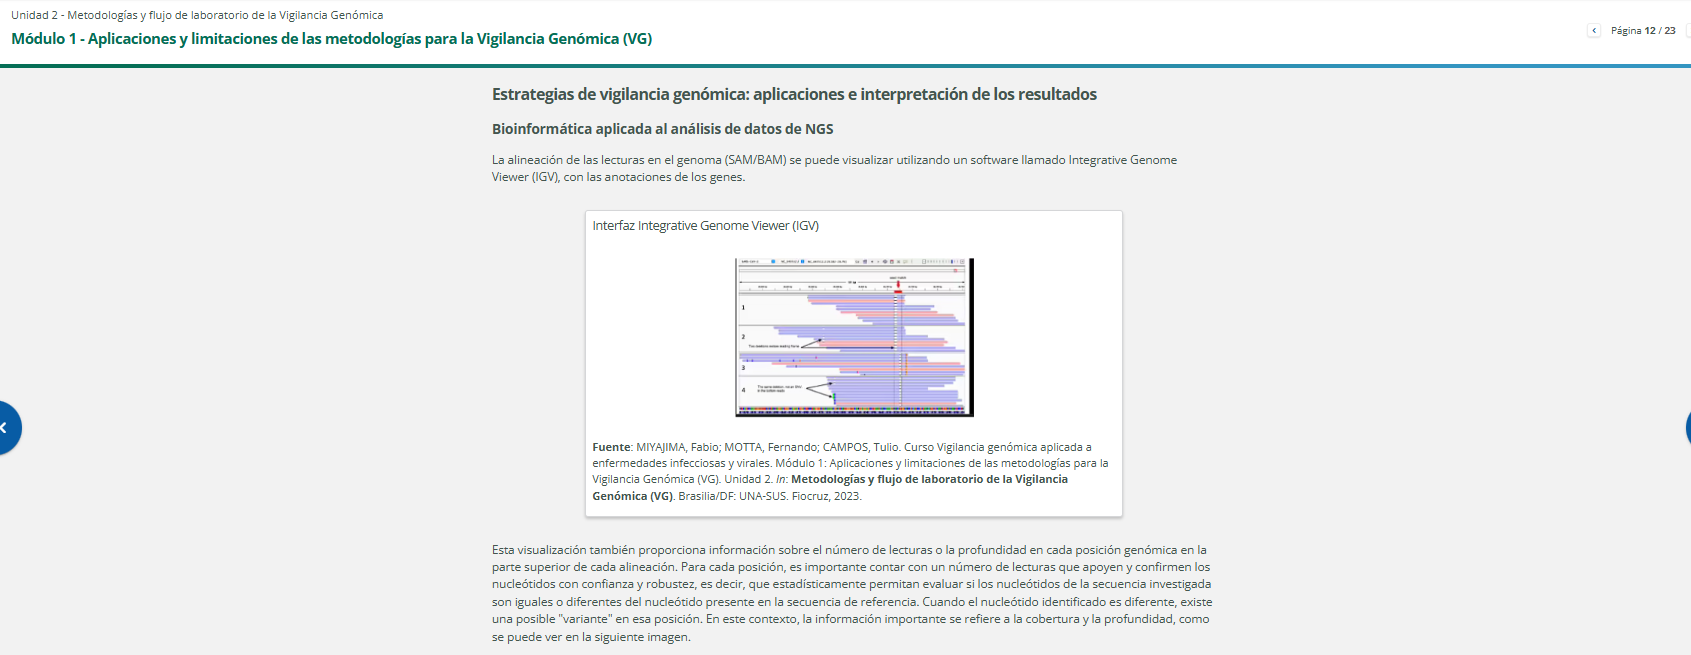 Unidad 2 - Metodologías y flujo de laboratorio de la Vigilancia Genómica
Módulo 1 - Aplicaciones y limitaciones de las metodologías para la Vigilancia Genómica (VG)
Página 12 / 23
Estrategias de vigilancia genómica: aplicaciones e interpretación de los resultados
Bioinformática aplicada al análisis de datos de NGS
La alineación de las lecturas en el genoma (SAM/BAM) se puede visualizar utilizando un software llamado Integrative Genome
Viewer (IGV), con las anotaciones de los genes.
Interfaz Integrative Genome Viewer (IGV)
1
2
3
4
Fuente: MIYAJIMA, Fabio; MOTTA, Fernando; CAMPOS, Tulio. Curso Vigilancia genómica aplicada a
enfermedades infecciosas y virales. Módulo 1: Aplicaciones y limitaciones de las metodologías para la
Vigilancia Genómica (VG). Unidad 2. In: Metodologías y flujo de laboratorio de la Vigilancia
Genómica (VG). Brasilia/DF: UNA-SUS. Fiocruz, 2023.
Esta visualización también proporciona información sobre el número de lecturas o la profundidad en cada posición genómica en la
parte superior de cada alineación. Para cada posición, es importante contar con un número de lecturas que apoyen y confirmen los
nucleótidos con confianza y robustez, es decir, que estadísticamente permitan evaluar si los nucleótidos de la secuencia investigada
son iguales o diferentes del nucleótido presente en la secuencia de referencia. Cuando el nucleótido identificado es diferente, existe
una posible "variante" en esa posición. En este contexto, la información importante se refiere a la cobertura y la profundidad, como
se puede ver en la siguiente imagen.